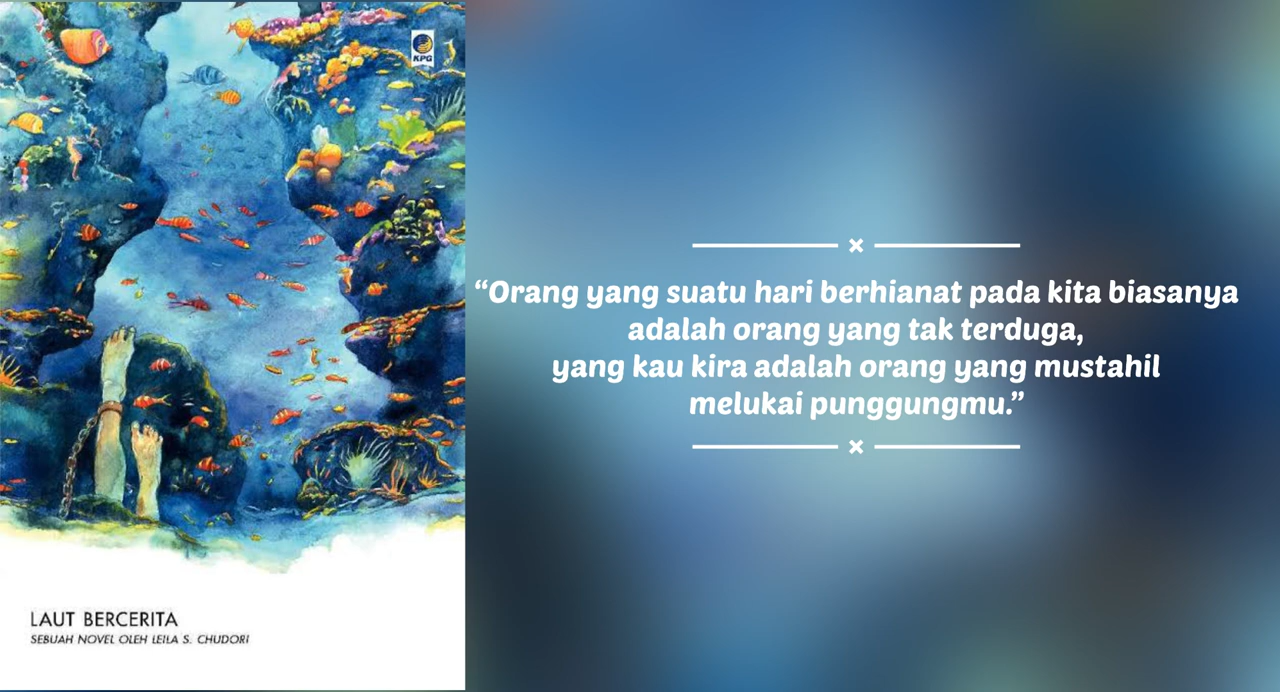 KPG
LAUT BERCERITA
SEBUAH NOVEL OLEH LEILA S. CHUDORI
“Orang yang suatu hari berhianat pada kita biasanya
adalah orang yang tak terduga,
yang kau kira adalah orang yang mustahil
melukai punggungmu.”